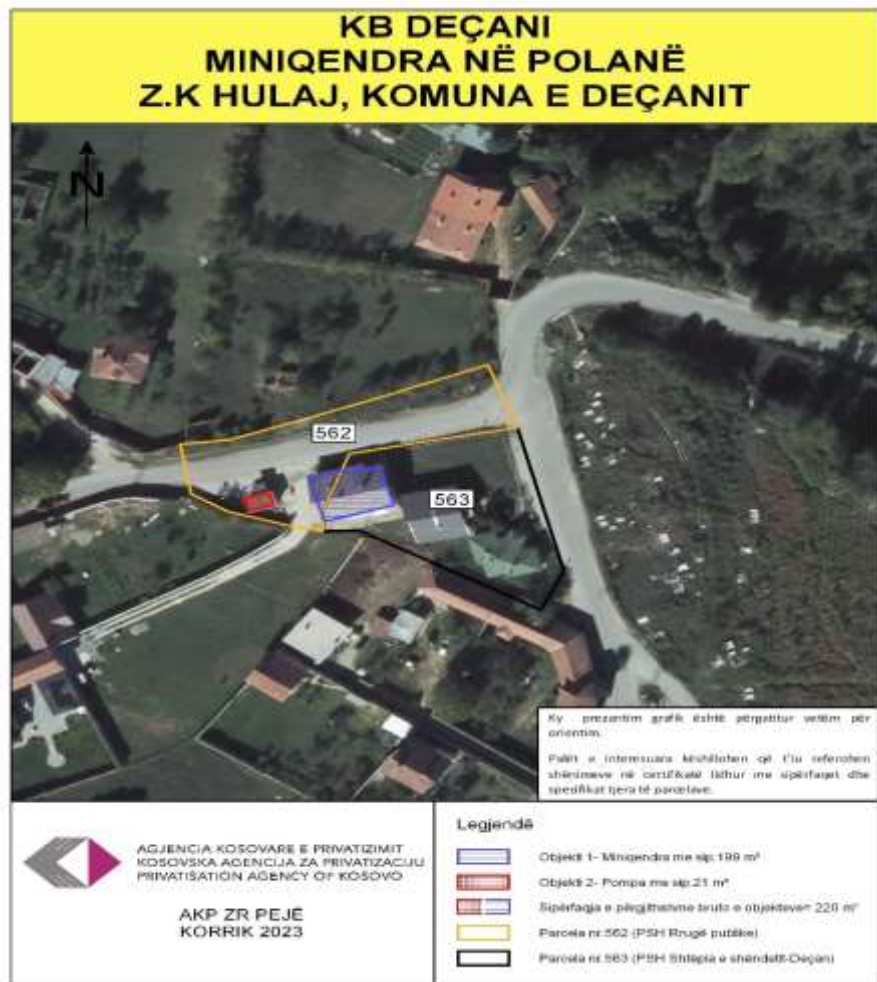 KB DEÇANI
MINIQENDRA NË POLANË
Z.K HULAJ, KOMUNA E DEÇANIT
N
562
563
Ky prezantim grafik është përgatitur vetëm për
orientim.
Palët e interesuara këshillohen që t'iu referohen
shënimeve në certifikatë lidhur me sipërfaqet dhe
specifikat tjera të parcelave.
AGJENCIA KOSOVARE E PRIVATIZIMIT
KOSOVSKA AGENCIJA ZA PRIVATIZACIJU
PRIVATISATION AGENCY OF KOSOVO
AKP ZR PEJË
KORRIK 2023
Legjendë
Objekti 1- Miniqendra me sip.199 m²
Objekti 2- Pompa me sip.21 m²
Sipërfaqja e përgjithshme bruto e objekteve= 220 m²
Parcela nr.562 (PSH Rrugë publike)
Parcela nr.563 (PSH Shtëpia e shëndetit-Deçani)